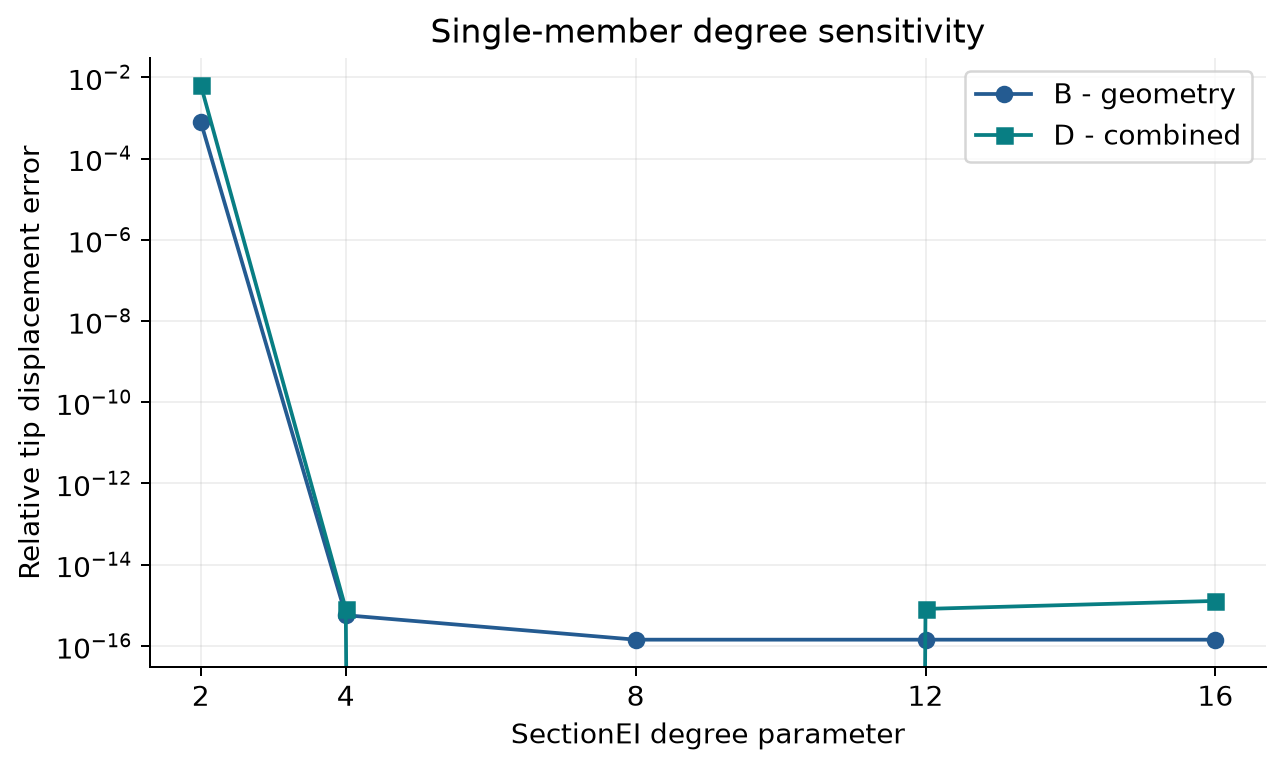 Single-member degree sensitivity
B - geometry
D - combined
Relative tip displacement error
10⁻²
10⁻⁴
10⁻⁶
10⁻⁸
10⁻¹⁰
10⁻¹²
10⁻¹⁴
10⁻¹⁶
2 4 8 12 16
SectionEI degree parameter